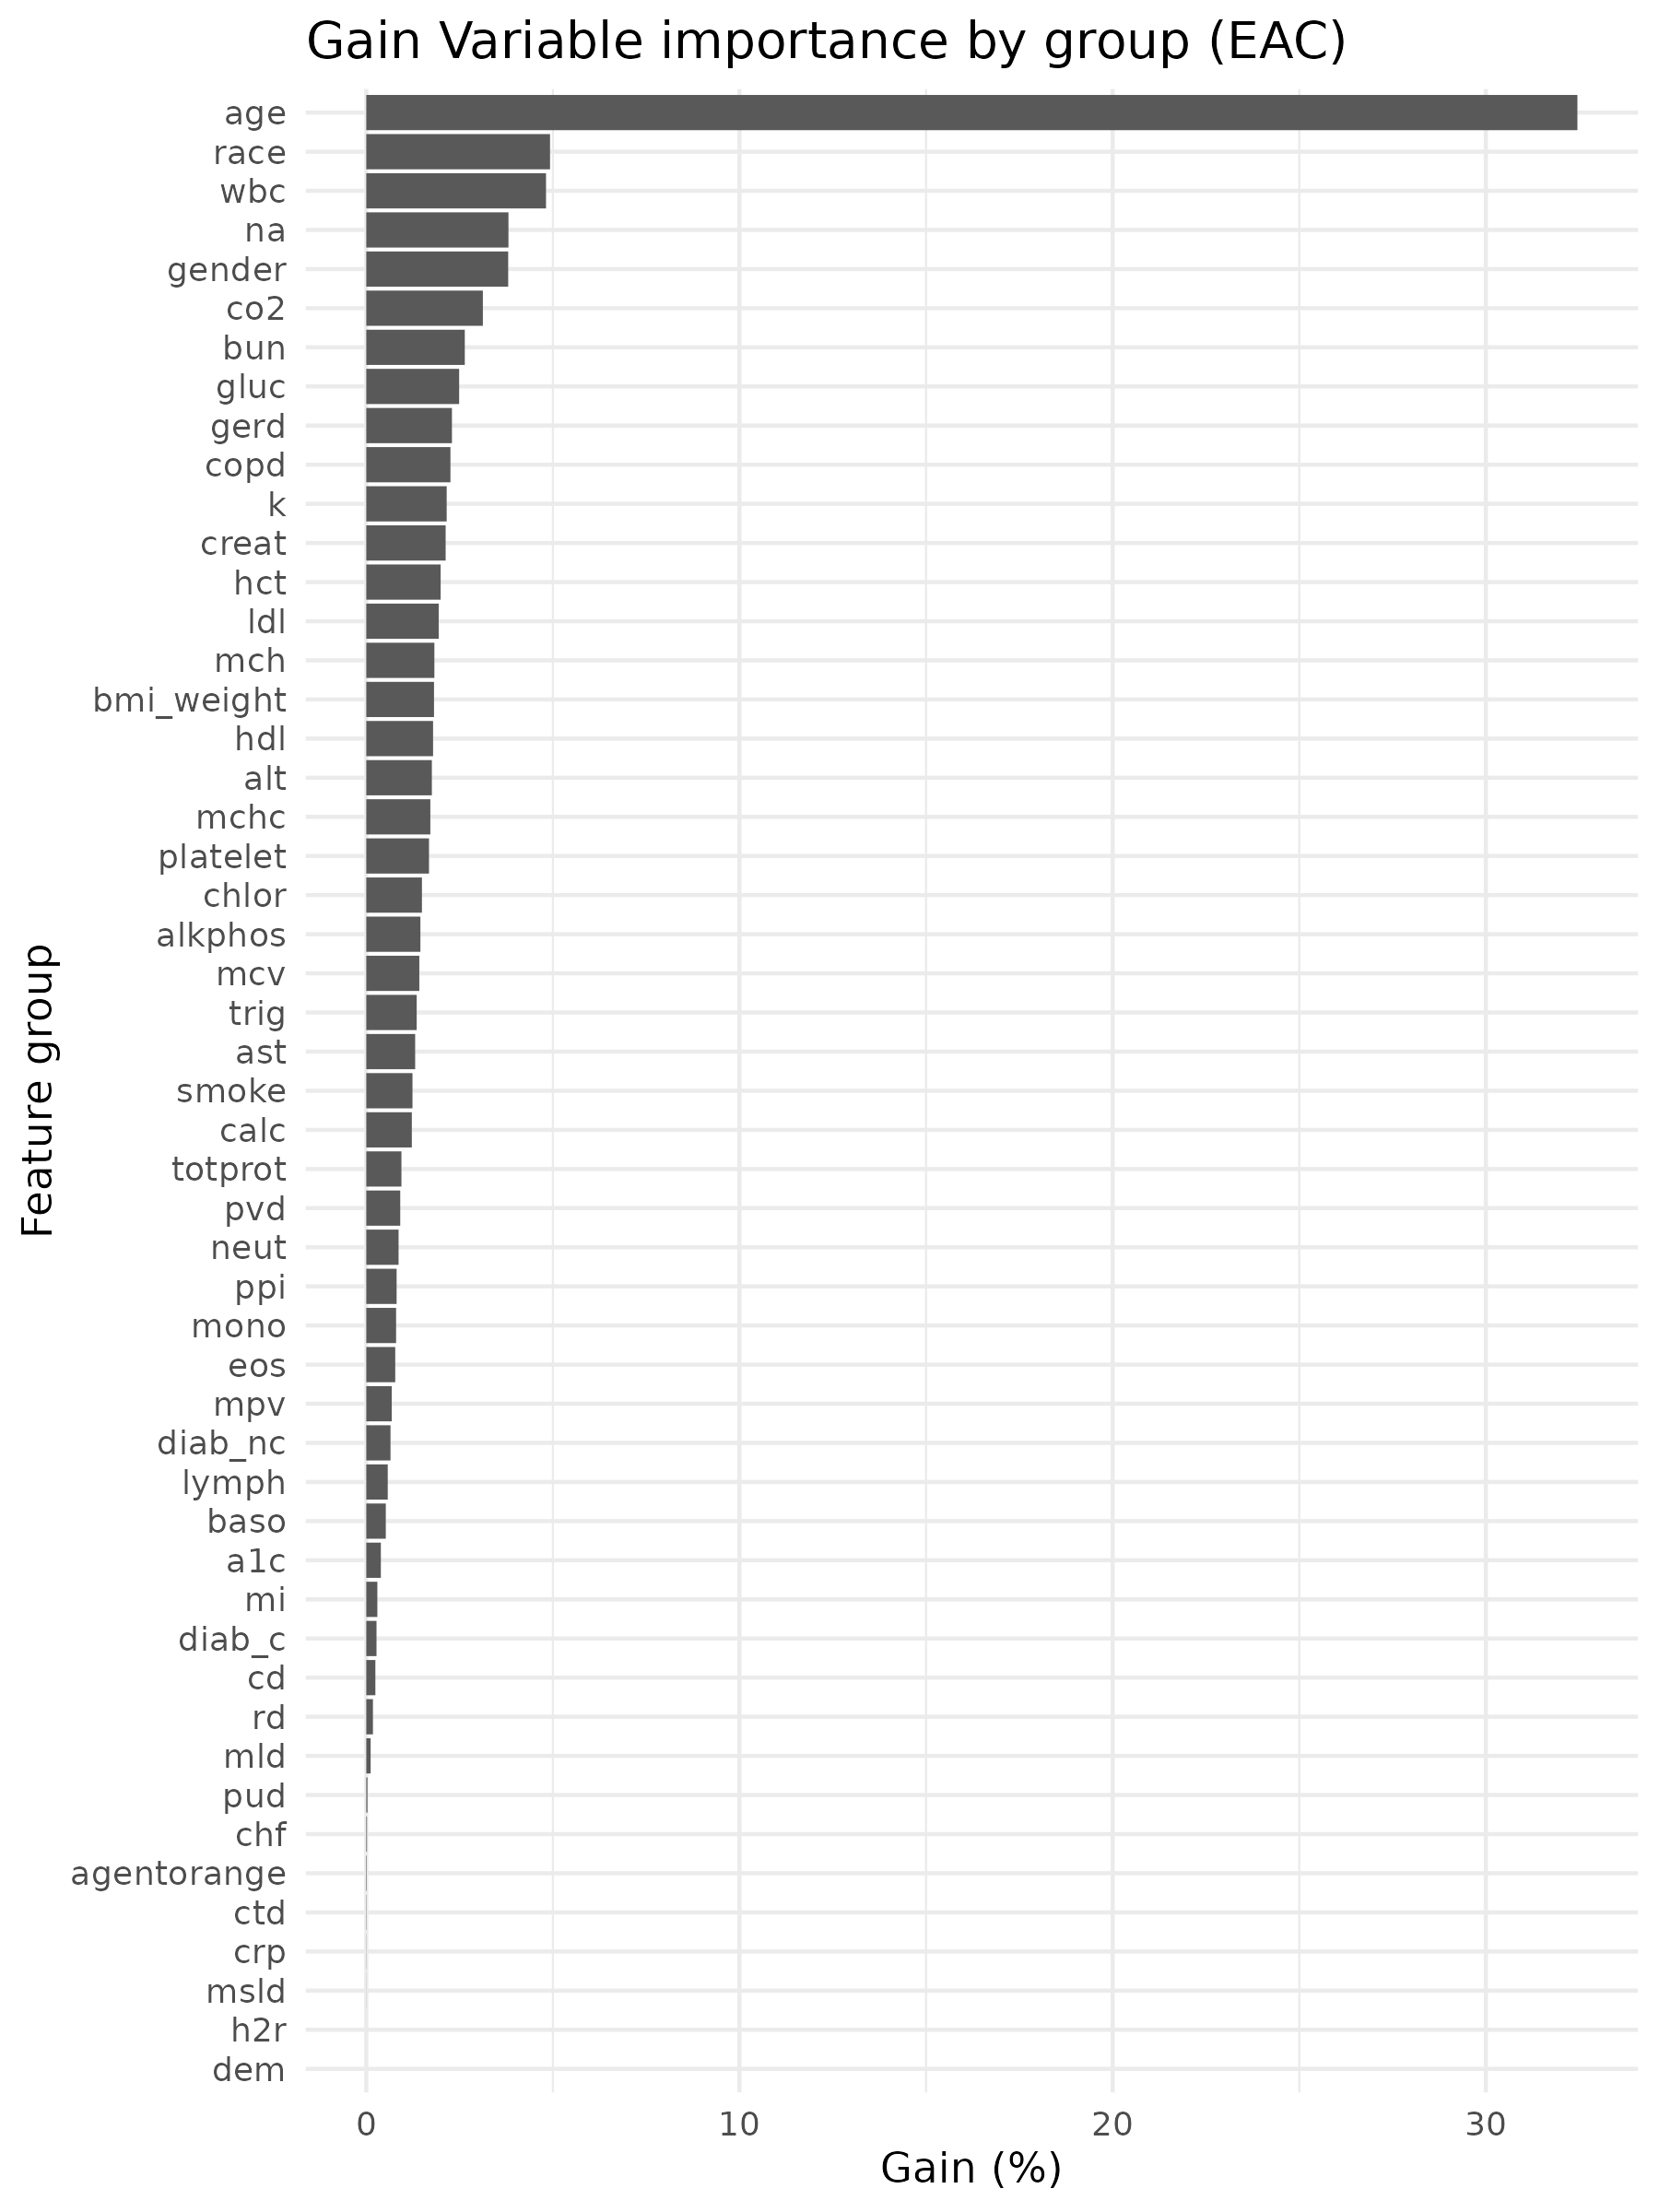 Gain Variable importance by group (EAC)
age
race
wbc
na
gender
co2
bun
gluc
gerd
copd
k
creat
hct
ldl
mch
bmi_weight
hdl
alt
mchc
platelet
chlor
alkphos
mcv
trig
ast
smoke
calc
totprot
pvd
neut
ppi
mono
eos
mpv
diab_nc
lymph
baso
a1c
mi
diab_c
cd
rd
mld
pud
chf
agentorange
ctd
crp
msld
h2r
dem
Feature group
0 10 20 30
Gain (%)